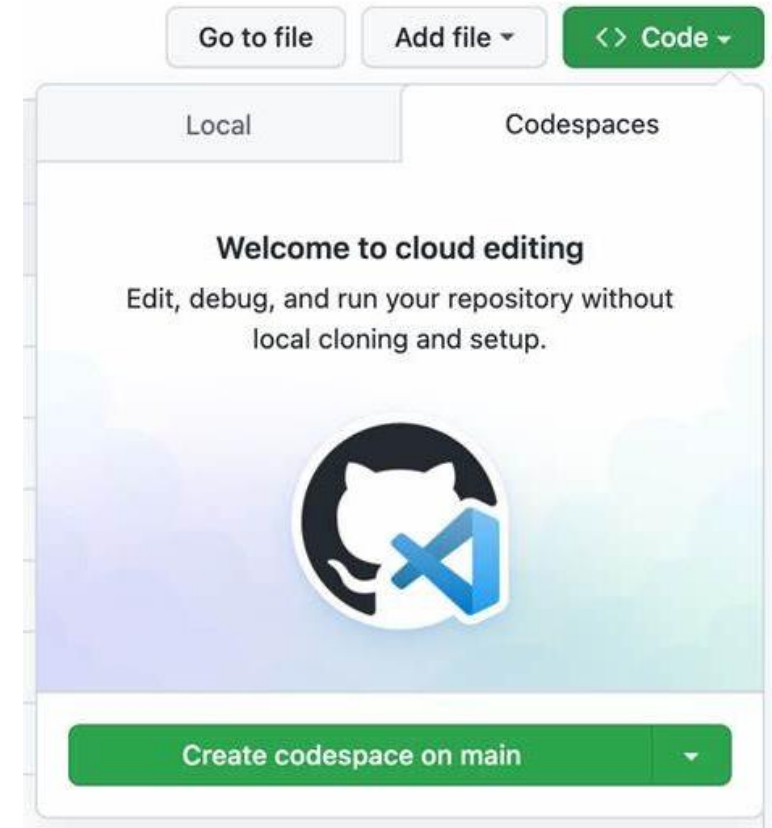 Go to file
Add file
<> Code
Local
Codespaces
Welcome to cloud editing
Edit, debug, and run your repository without
local cloning and setup.
Create codespace on main